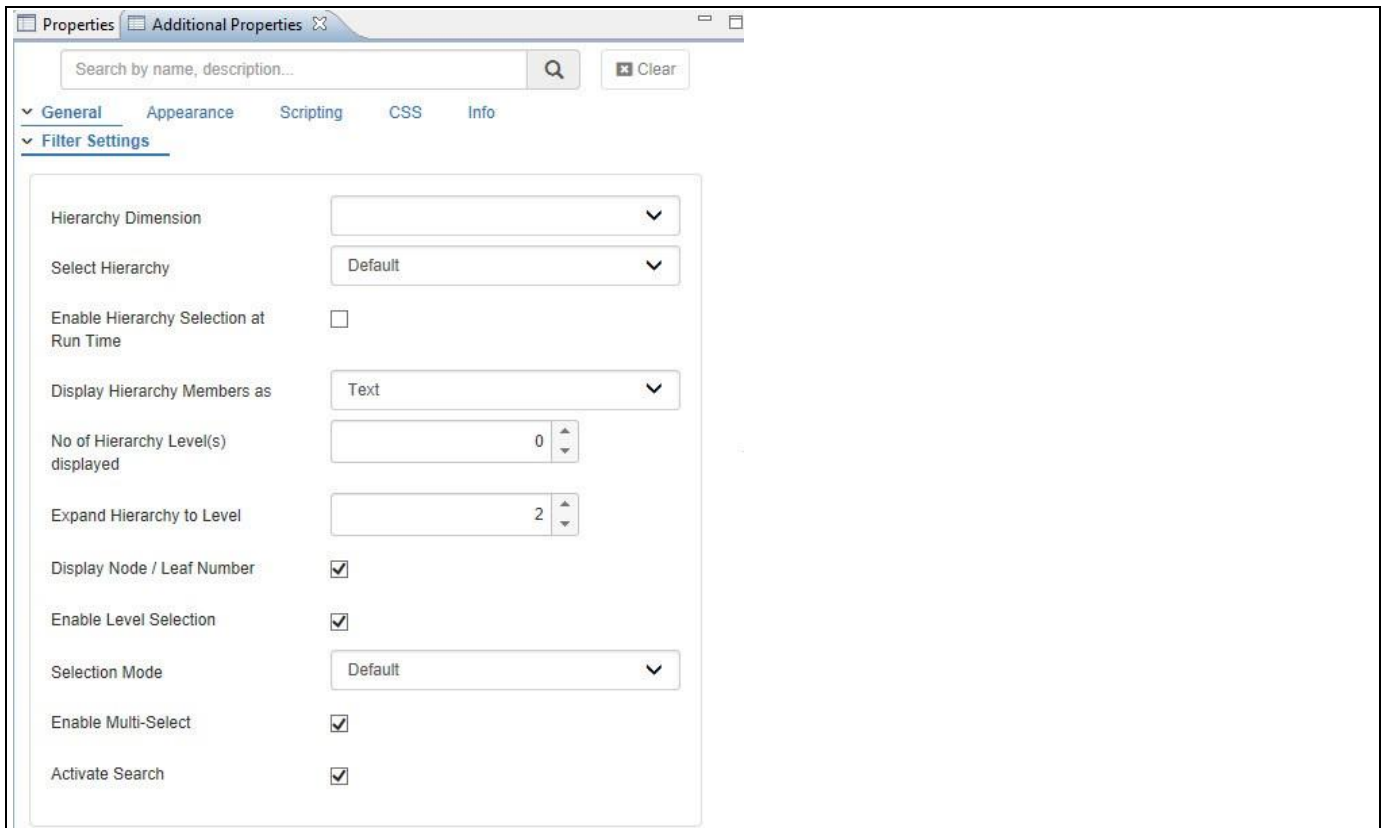 Properties Additional Properties
Search by name, description... Clear
General Appearance Scripting CSS Info
Filter Settings
Hierarchy Dimension
Select Hierarchy Default
Enable Hierarchy Selection at
Run Time
Display Hierarchy Members as Text
No of Hierarchy Level(s)
displayed 0
Expand Hierarchy to Level 2
Display Node / Leaf Number
Enable Level Selection
Selection Mode Default
Enable Multi-Select
Activate Search